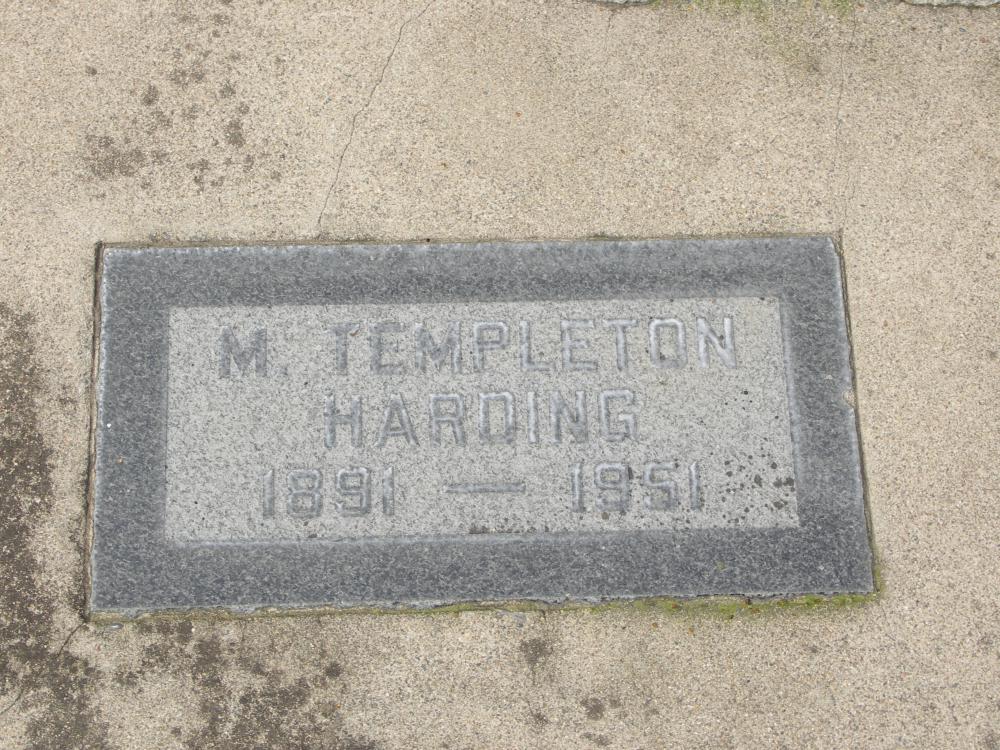 M. TEMPLETON
HARDING
1891 — 1951